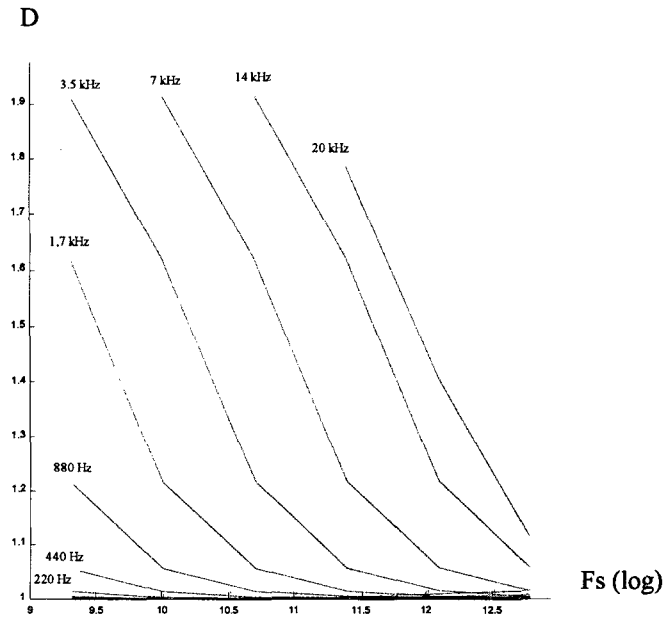 D
3.5 kHz
7 kHz
14 kHz
20 kHz
1,7 kHz
880 Hz
440 Hz
220 Hz
1.9
1.8
1.7
1.6
1.5
1.4
1.3
1.2
1.1
1
9 9.5 10 10.5 11 11.5 12 12.5
Fs (log)